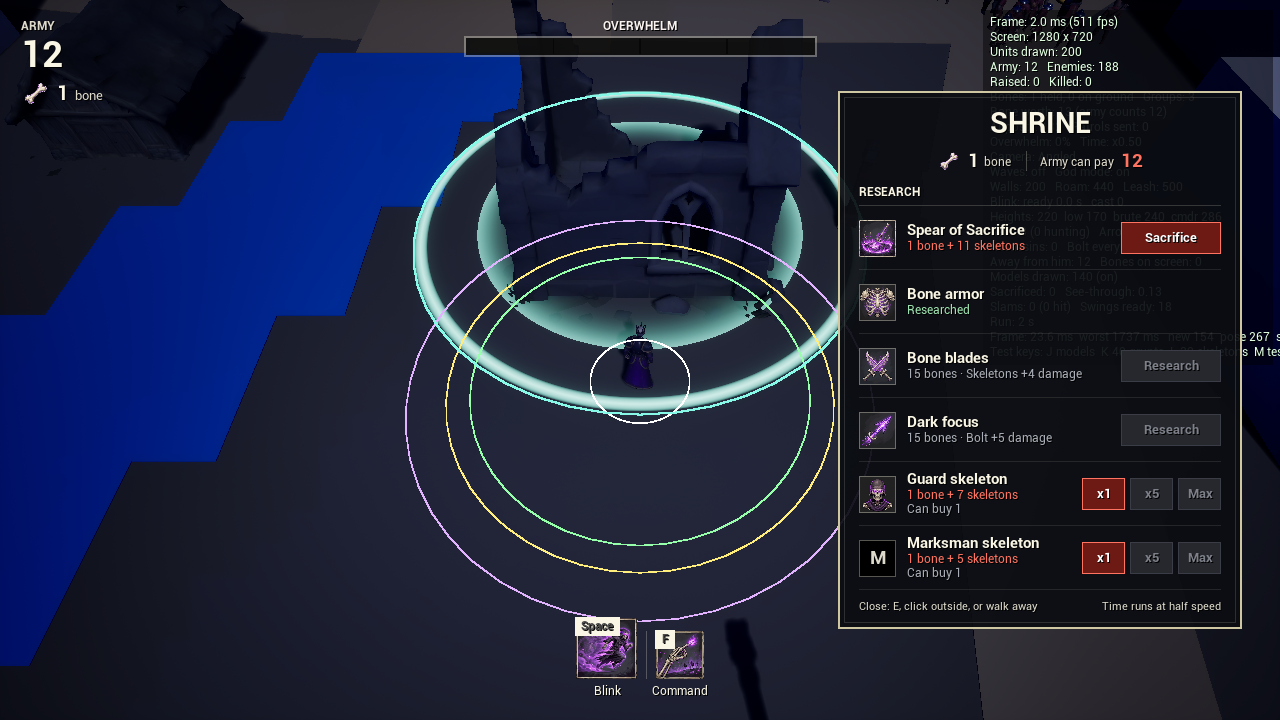 ARMY
12
1 bone
OVERWHELM
Frame: 2.0 ms (511 fps)
Screen: 1280 x 720
Units drawn: 200
Army: 12 Enemies: 188
Raised: 0 Killed: 0
SHRINE
1 bone
Army can pay 12
RESEARCH
Spear of Sacrifice
1 bone + 11 skeletons
Sacrifice
Bone armor
Researched
Bone blades
15 bones · Skeletons +4 damage
Research
Dark focus
15 bones · Bolt +5 damage
Research
Guard skeleton
1 bone + 7 skeletons
Can buy 1
x1 x5 Max
M
Marksman skeleton
1 bone + 5 skeletons
Can buy 1
x1 x5 Max
Close: E, click outside, or walk away
Time runs at half speed
Space
Blink
F
Command